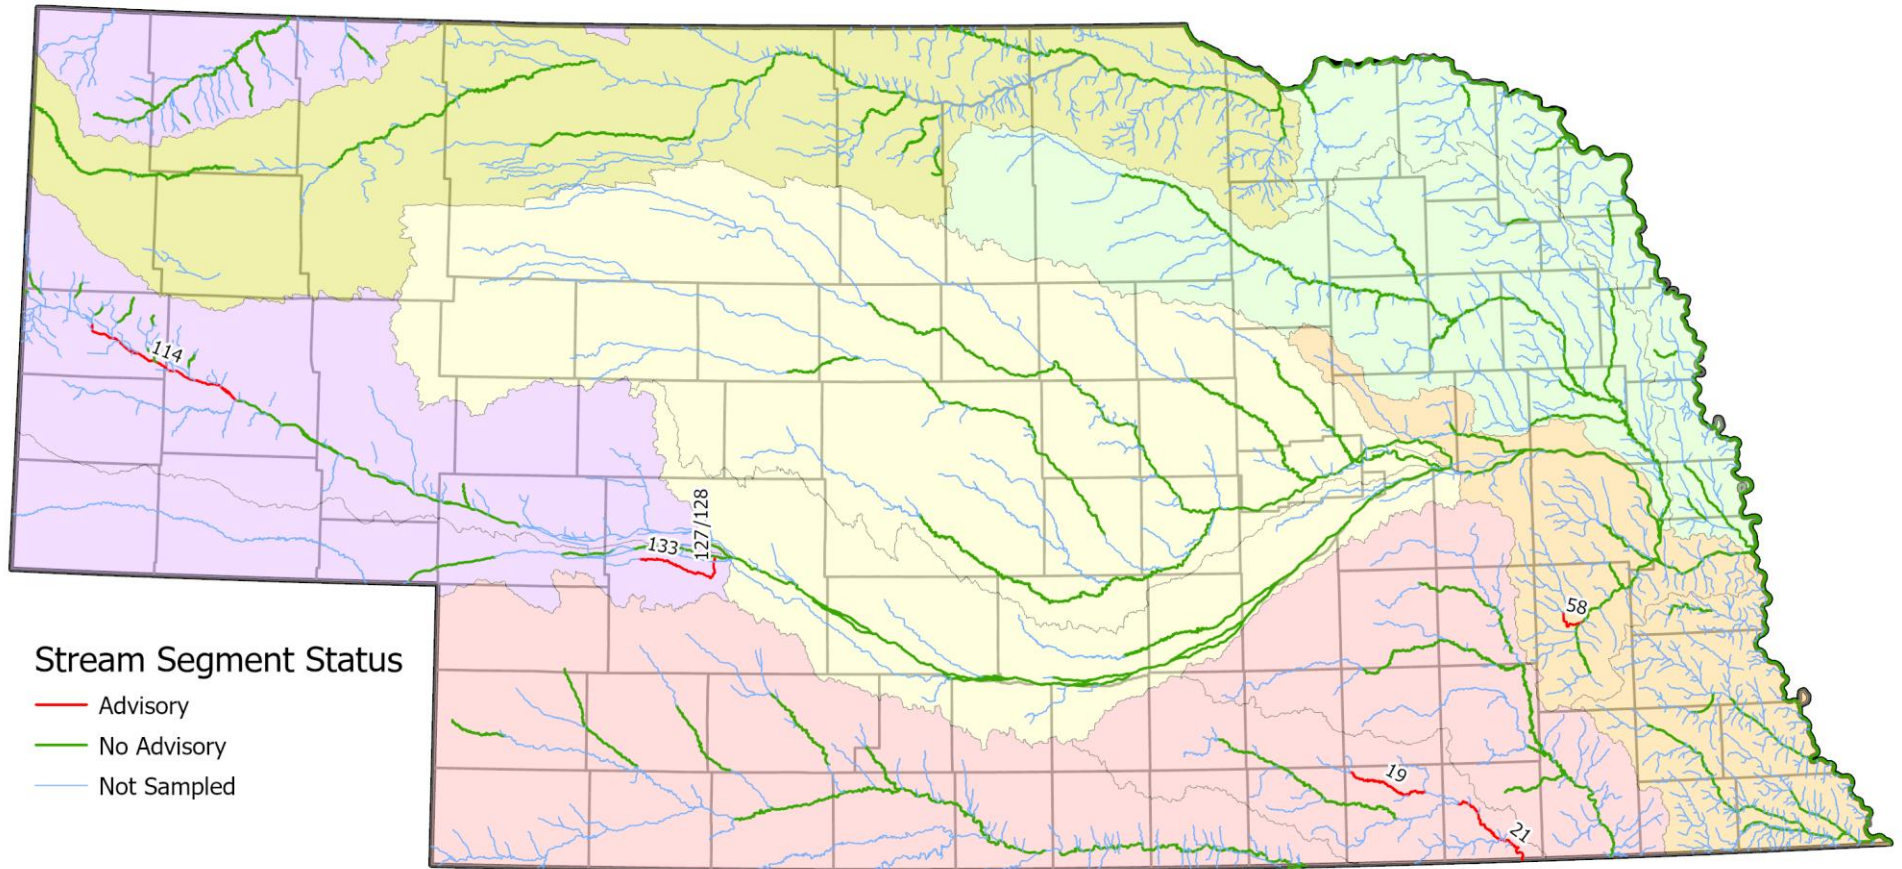 114
127/128
133
58
Stream Segment Status
Advisory
No Advisory
Not Sampled
19
21